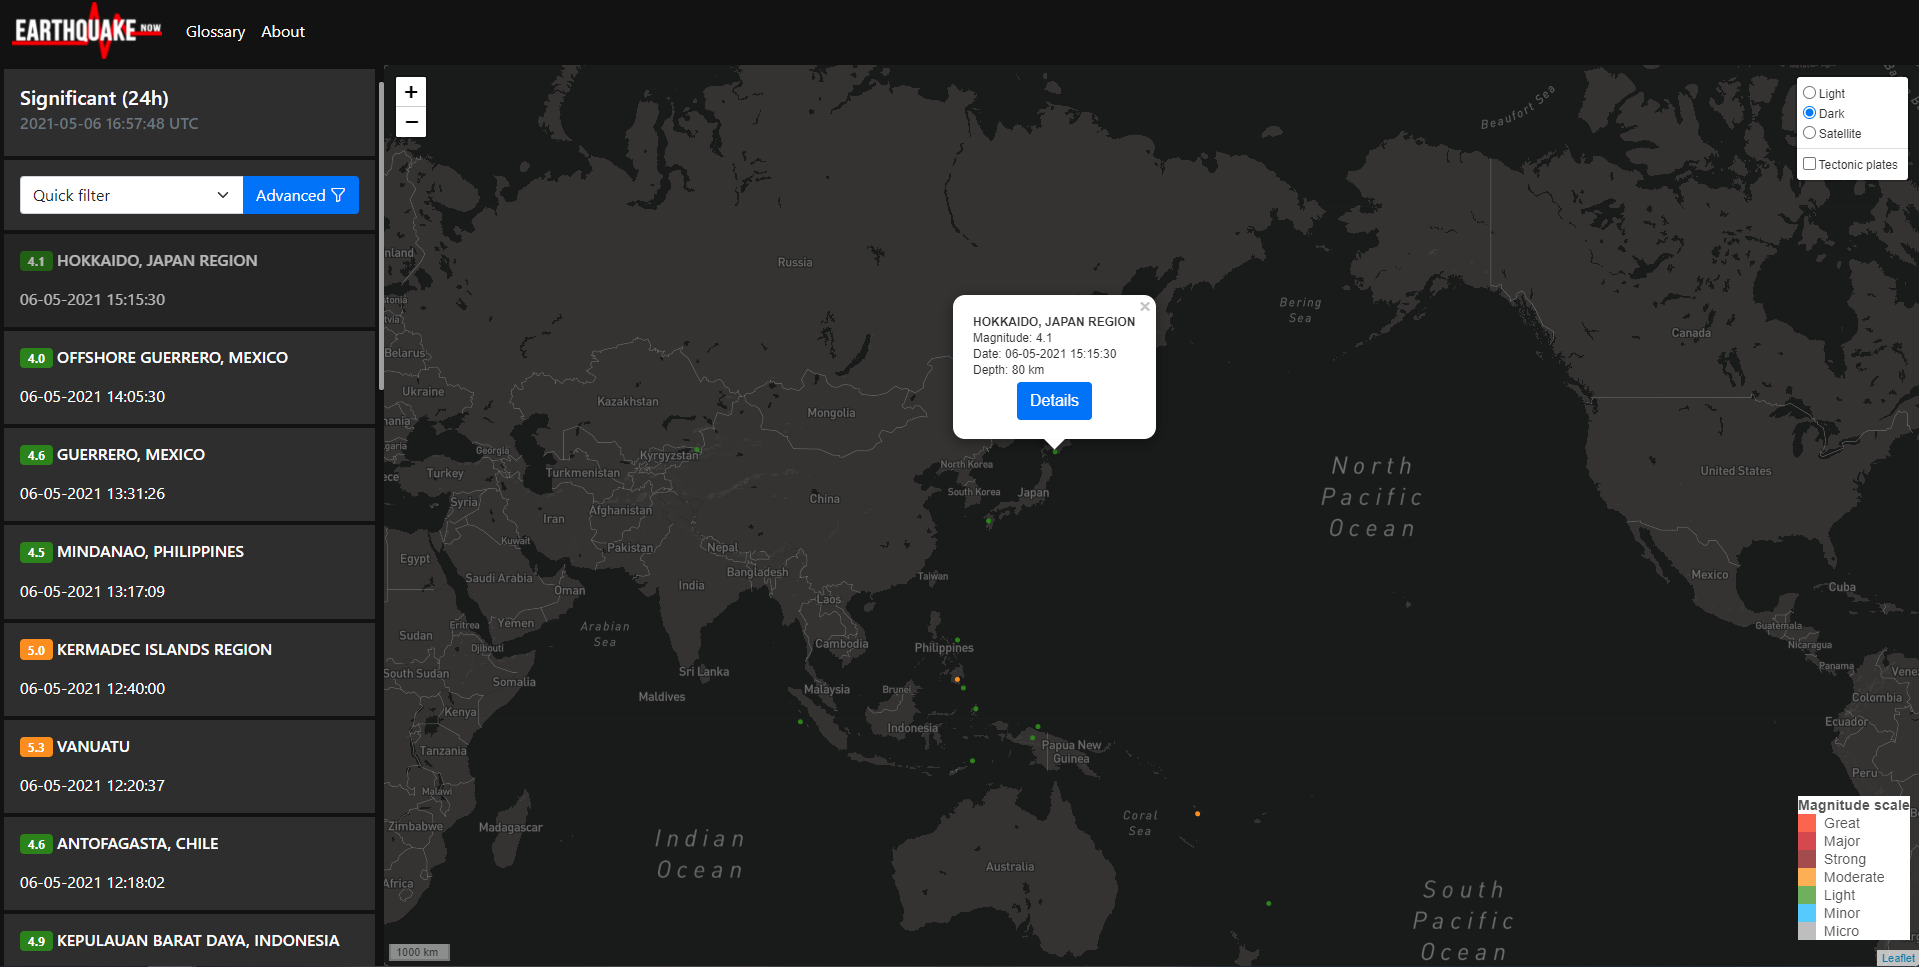 EARTHQUAKE NOW
Glossary
About
Significant (24h)
2021-05-06 16:57:48 UTC
Quick filter
Advanced
4.1 HOKKAIDO, JAPAN REGION
06-05-2021 15:15:30
4.0 OFFSHORE GUERRERO, MEXICO
06-05-2021 14:05:30
4.6 GUERRERO, MEXICO
06-05-2021 13:31:26
4.5 MINDANAO, PHILIPPINES
06-05-2021 13:17:09
5.0 KERMADEC ISLANDS REGION
06-05-2021 12:40:00
5.3 VANUATU
06-05-2021 12:20:37
4.6 ANTOFAGASTA, CHILE
06-05-2021 12:18:02
4.9 KEPULAUAN BARAT DAYA, INDONESIA
+
−
Light
Dark
Satellite
Tectonic plates
HOKKAIDO, JAPAN REGION
×
Magnitude: 4.1
Date: 06-05-2021 15:15:30
Depth: 80 km
Details
Beaufort Sea
Russia
Bering
Sea
Canada
nland
tonia
tvia
Belarus
Ukraine
Kazakhstan
Mongolia
nania
garia
Georgia
Kyrgyzstan
North Korea
Turkey
Turkmenistan
United States
ece
South Korea
Japan
China
Syria
Afghanistan
Iran
North
Pacific
Ocean
Kuwait
Pakistan
Nepal
Egypt
Bangladesh
Taiwan
Saudi Arabia
India
Oman
Mexico
Cuba
Laos
Eritrea
Yemen
Arabian
Sea
Guatemala
Sudan
Djibouti
Cambodia
Philippines
Nicaragua
Panama
South Sudan
Somalia
Sri Lanka
Maldives
Malaysia
Brunei
Venez
Colombia
Kenya
Indonesia
Ecuador
Tanzania
Papua New
Guinea
Peru
Malawi
Zimbabwe
Madagascar
Coral
Sea
Indian
Ocean
Australia
Africa
South
Pacific
Ocean
Magnitude scale
Great
Major
Strong
Moderate
Light
Minor
Micro
1000 km
Leaflet